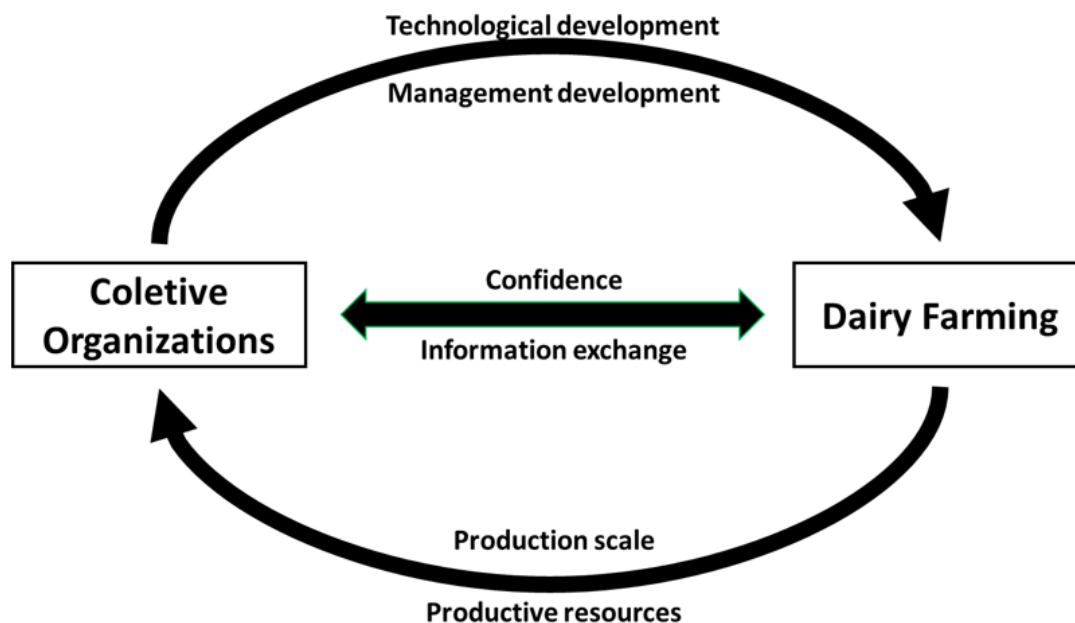 Technological development
Management development
Coletive
Organizations
Confidence
Information exchange
Dairy Farming
Production scale
Productive resources